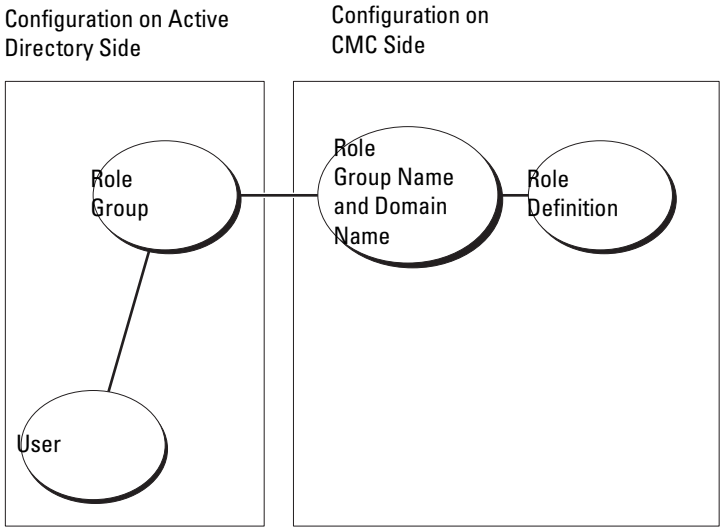 Configuration on Active
Directory Side
Configuration on
CMC Side
Role
Group
Role
Group Name
and Domain
Name
Role
Definition
User